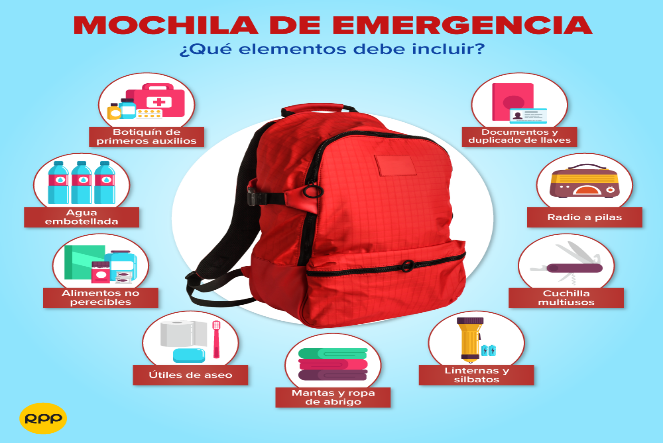 MOCHILA DE EMERGENCIA
¿Qué elementos debe incluir?
Botiquín de
primeros auxilios
Documentos y
duplicado de llaves
Agua
embotellada
Radio a pilas
Alimentos no
perecibles
Cuchilla
multiusos
Útiles de aseo
Mantas y ropa
de abrigo
Linternas y
silbatos
RPP